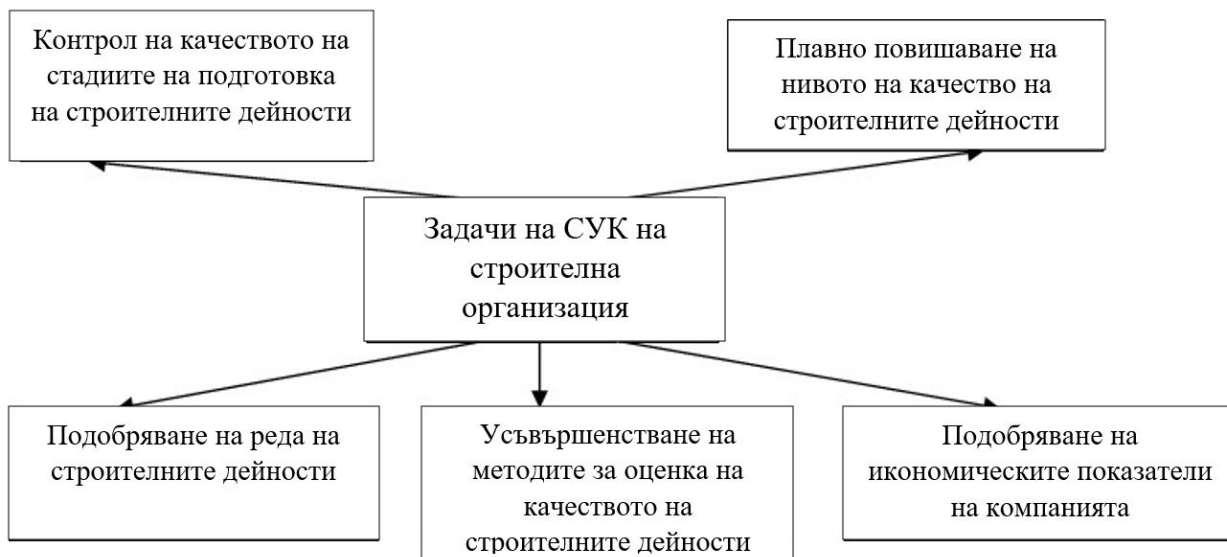 Контрол на качеството на
стадиите на подготовка
на строителните дейности
Плавно повишаване на
нивото на качество на
строителните дейности
Задачи на СУК на
строителна
организация
Подобряване на реда на
строителните дейности
Усъвършенстване на
методите за оценка на
качеството на
строителните дейности
Подобряване на
икономическите показатели
на компанията